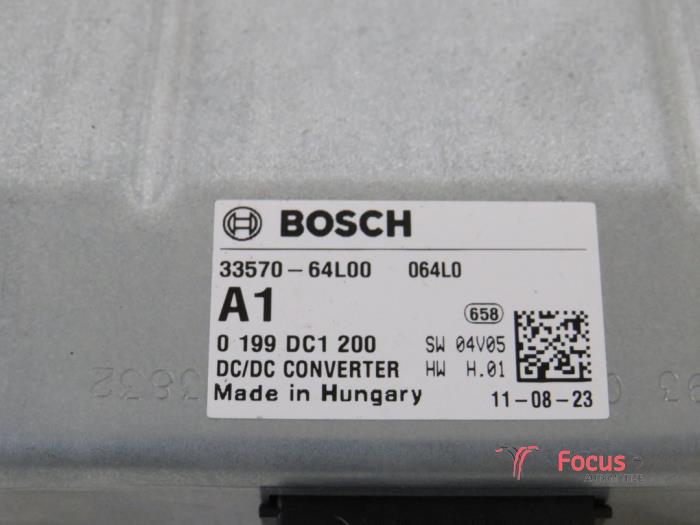 BOSCH
33570-64L00 064L0
A1
658
0 199 DC1 200 SW 04V05
DC/DC CONVERTER HW H.01
Made in Hungary 11-08-23
Focus
AUTOMOTIVE